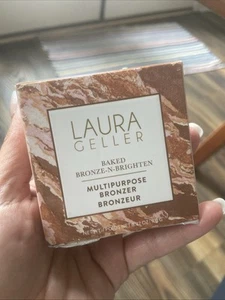 LAURA
GELLER
BAKED
BRONZE-N-BRIGHTEN
MULTIPURPOSE
BRONZER
BRONZEUR